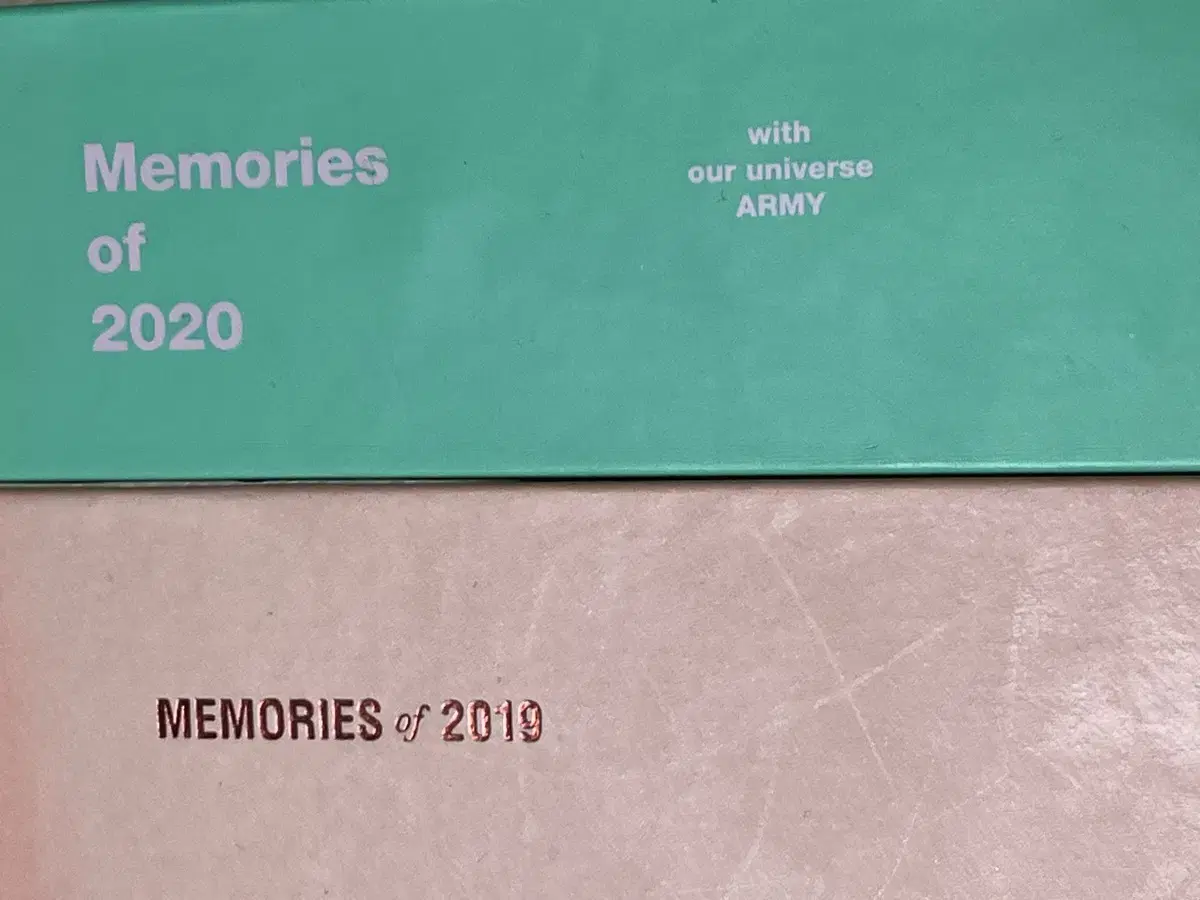 Memories
of
2020
with
our universe
ARMY
MEMORIES of 2019